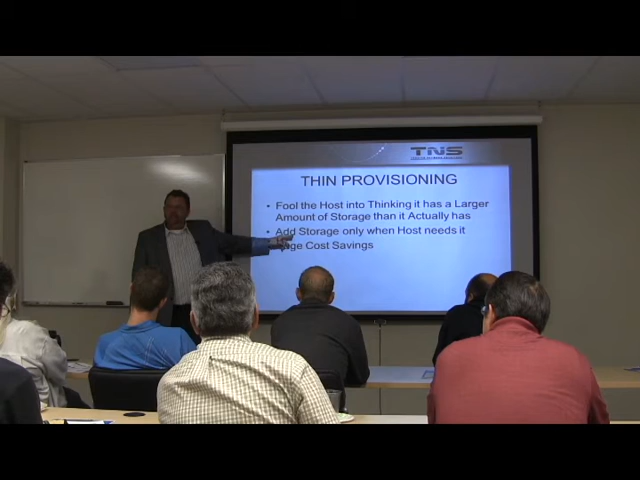 TNS
THIN PROVISIONING
• Fool the Host into Thinking it has a Larger
Amount of Storage than it Actually has
• Add Storage only when Host needs it
Cost Savings